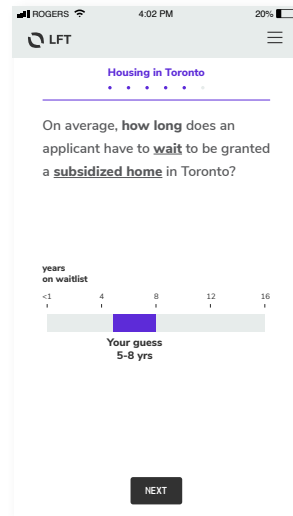 ROGERS 4:02 PM 20%
LFT
Housing in Toronto
On average, how long does an
applicant have to wait to be granted
a subsidized home in Toronto?
years
on waitlist
<1 4 8 12 16
Your guess
5-8 yrs
NEXT